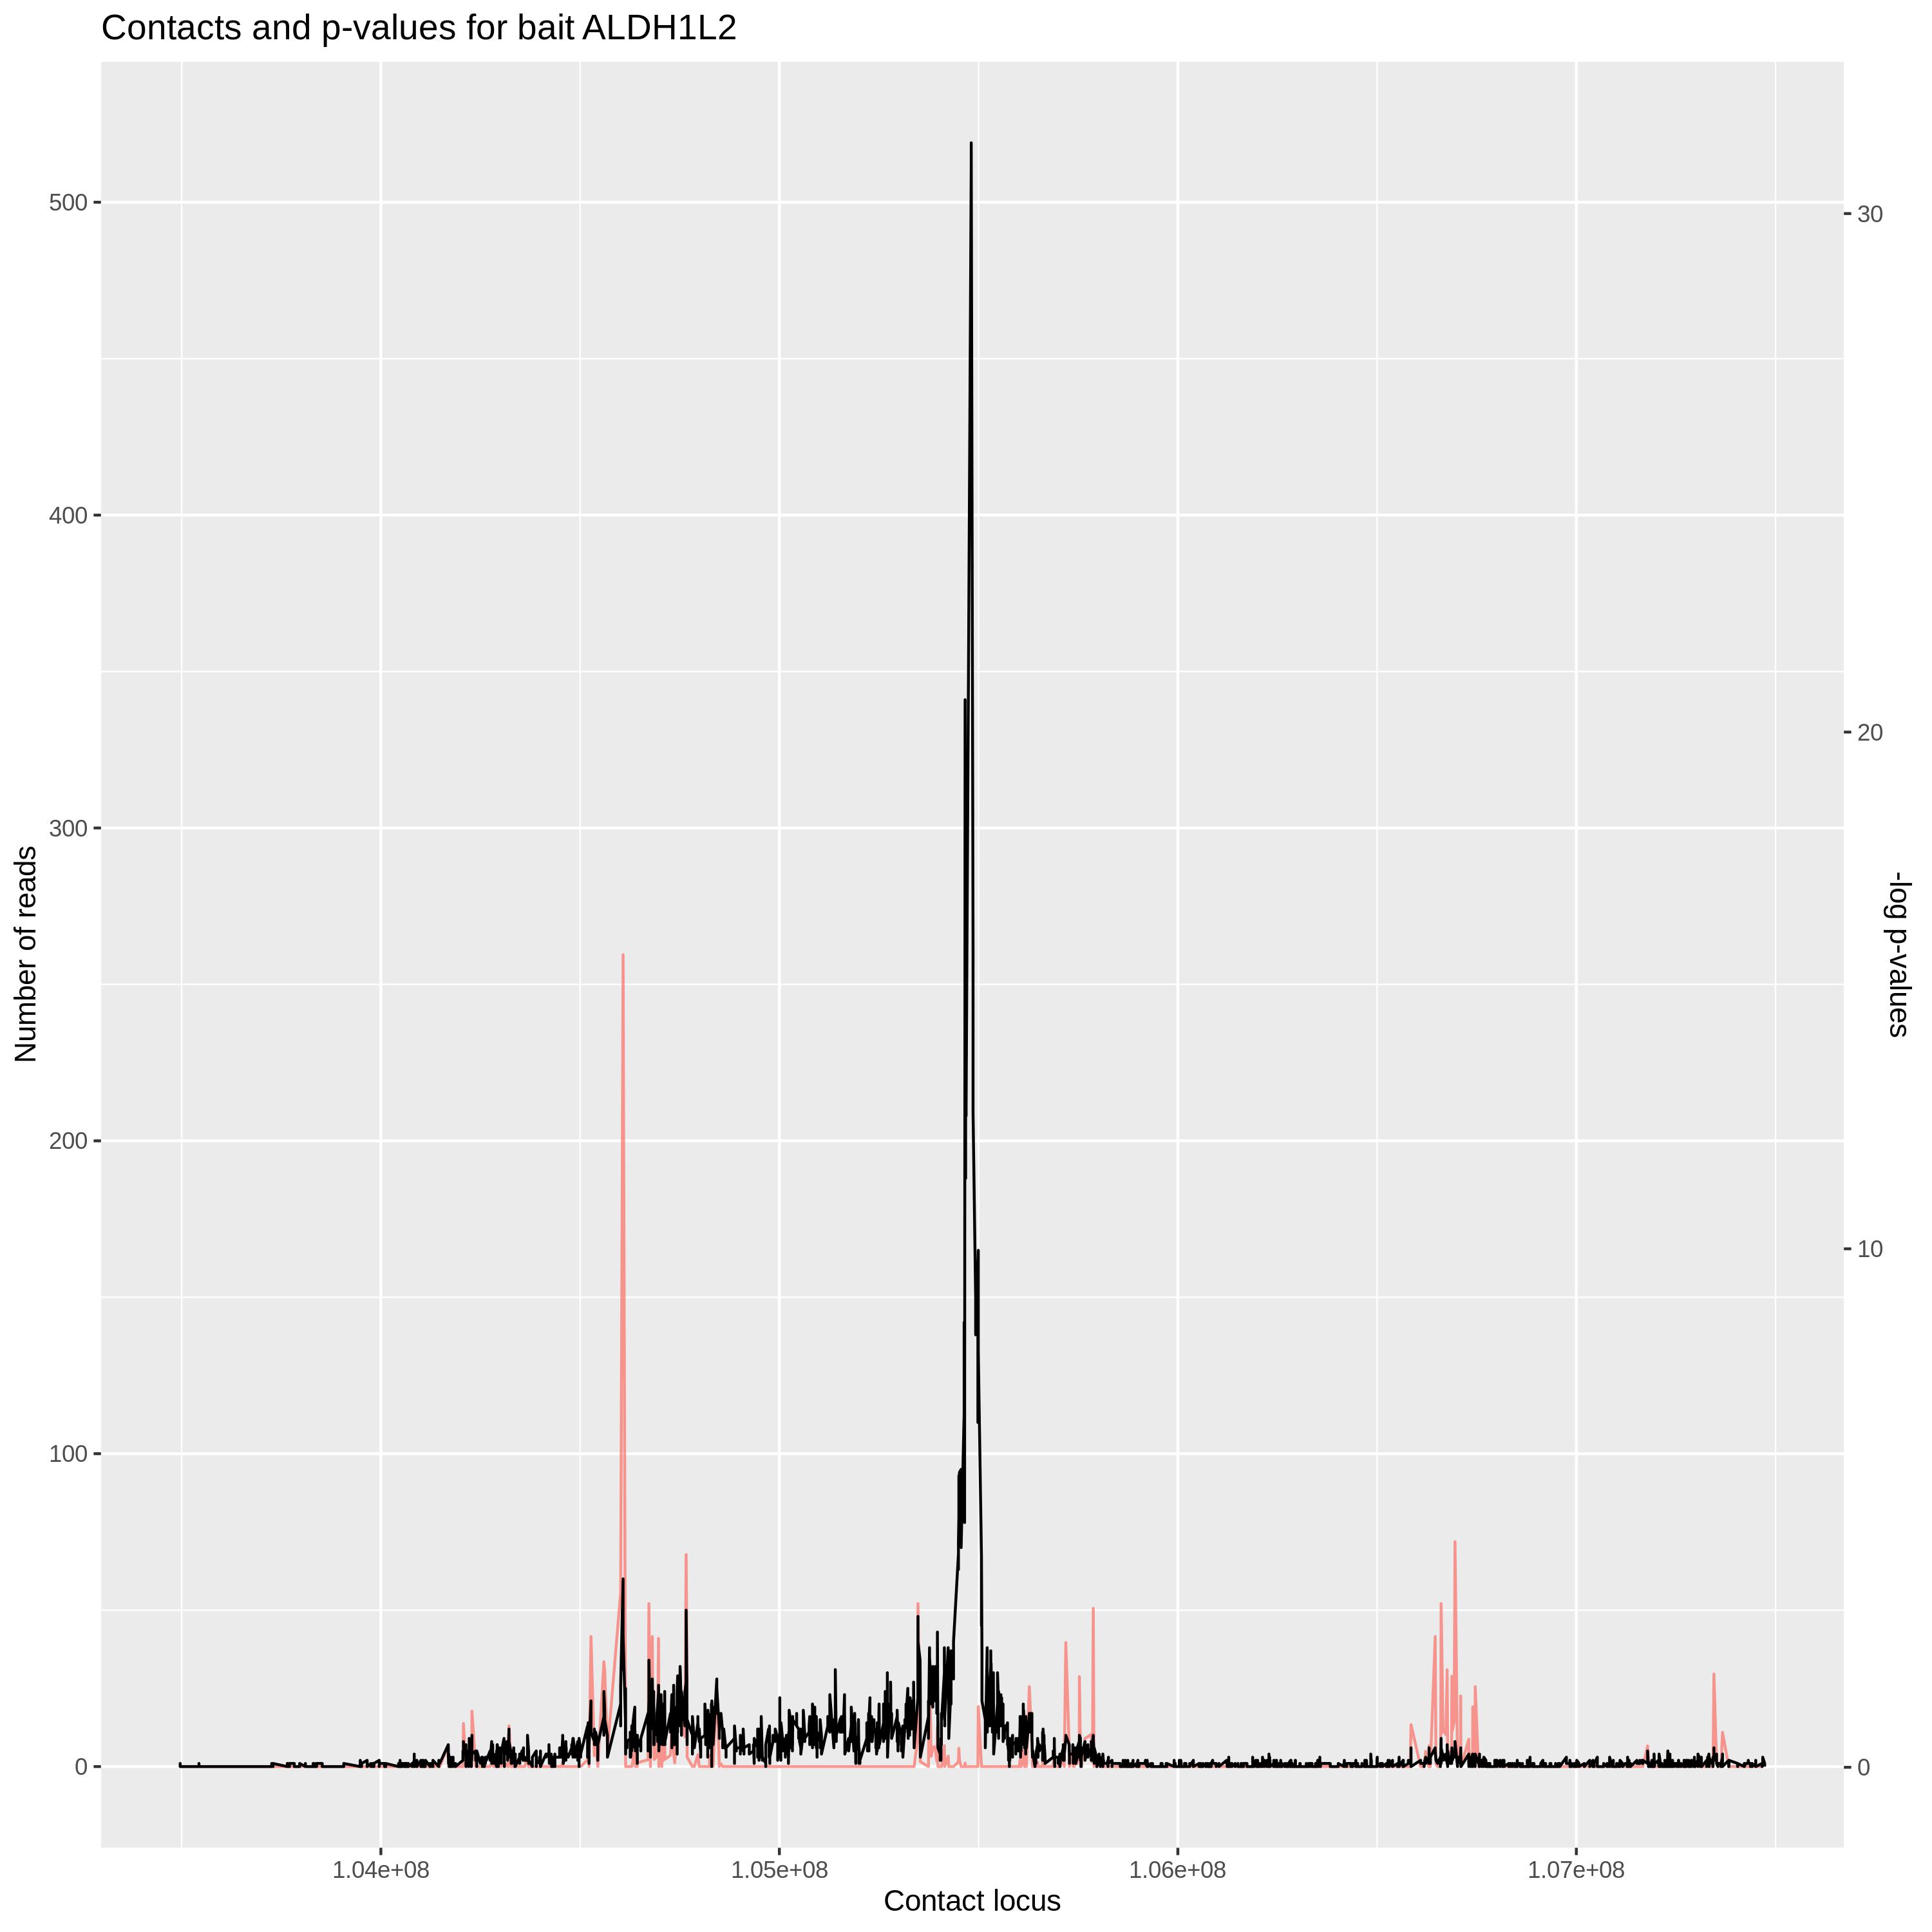 Contacts and p-values for bait ALDH1L2
500
400
300
200
100
0
Number of reads
30
20
10
0
-log p-values
1.04e+08
1.05e+08
1.06e+08
1.07e+08
Contact locus